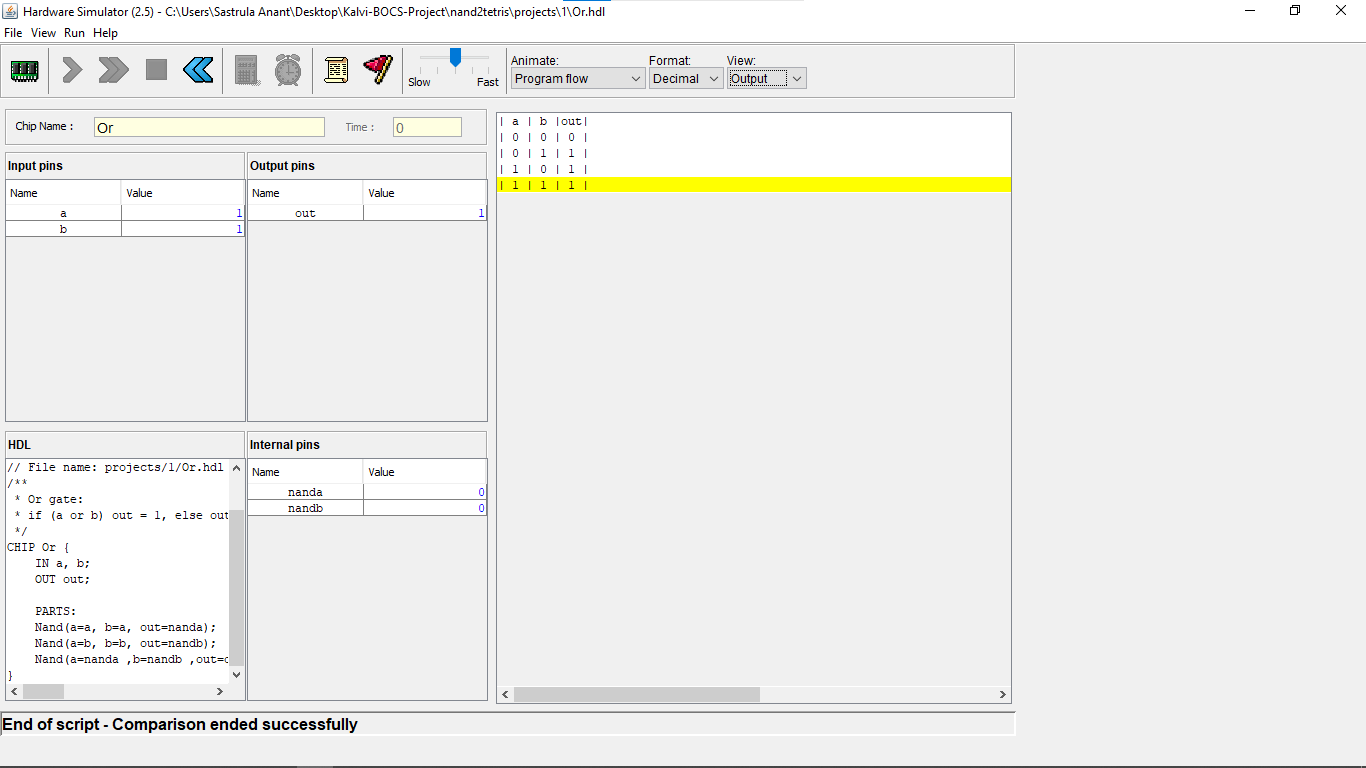 Hardware Simulator (2.5) - C:\Users\Sastrula Anant\Desktop\Kalvi-BOCS-Project\nand2tetris\projects\1\Or.hdl
File View Run Help
Slow Fast
Animate: Format: View:
Program flow Decimal Output
Chip Name : Or Time : 0
Input pins
Name Value
a 1
b 1
Output pins
Name Value
out 1
| a | b |out|
| 0 | 0 | 0 |
| 0 | 1 | 1 |
| 1 | 0 | 1 |
| 1 | 1 | 1 |
HDL
// File name: projects/1/Or.hdl
/**
* Or gate:
* if (a or b) out = 1, else out
*/
CHIP Or {
IN a, b;
OUT out;
PARTS:
Nand(a=a, b=a, out=nanda);
Nand(a=b, b=b, out=nandb);
Nand(a=nanda ,b=nandb ,out=
}
Internal pins
Name Value
nanda 0
nandb 0
End of script - Comparison ended successfully